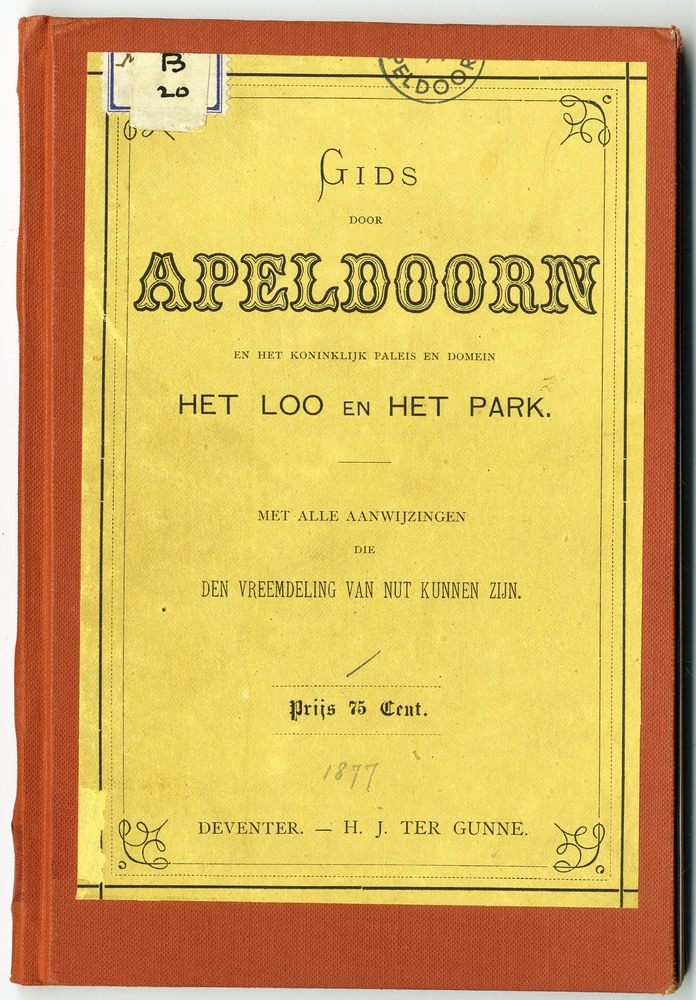 B
20
PELDOOR
GIDS
DOOR
APELDOORN
EN HET KONINKLIJK PALEIS EN DOMEIN
HET LOO EN HET PARK.
MET ALLE AANWIJZINGEN
DIE
DEN VREEMDELING VAN NUT KUNNEN ZIJN.
Prijs 75 Cent.
1877
DEVENTER. — H. J. TER GUNNE.